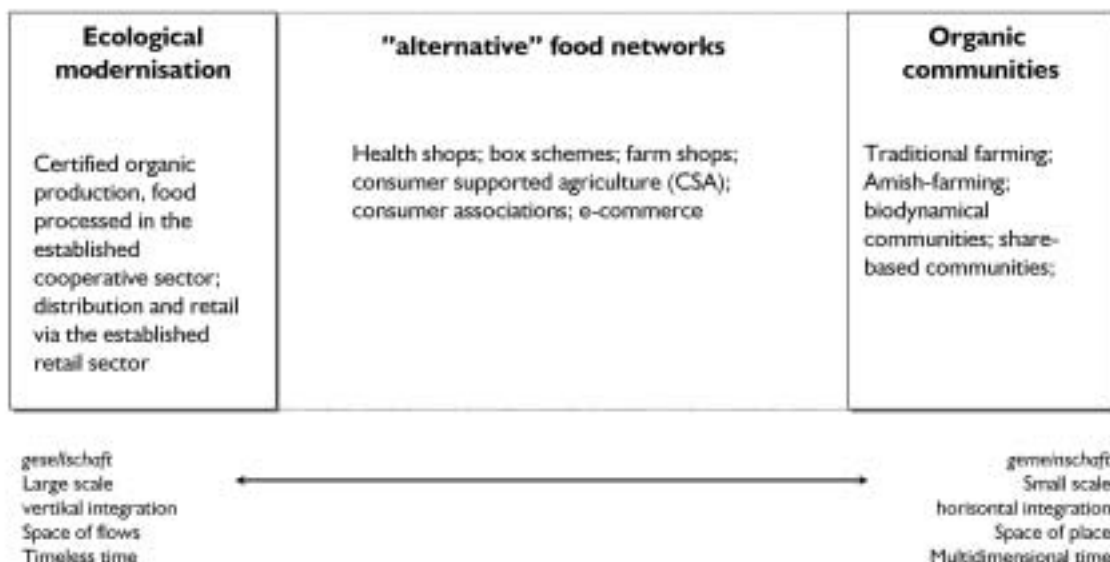 Ecological
modernisation
"alternative" food networks
Organic
communities
Certified organic
production, food
processed in the
established
cooperative sector;
distribution and retail
via the established
retail sector
Health shops; box schemes; farm shops;
consumer supported agriculture (CSA);
consumer associations; e-commerce
Traditional farming;
Amish-farming;
biodynamical
communities; share-
based communities;
gesellschaft
Large scale
vertikal integration
Space of flows
Timeless time
gemeinschaft
Small scale
horisontal integration
Space of place
Multidimensional time